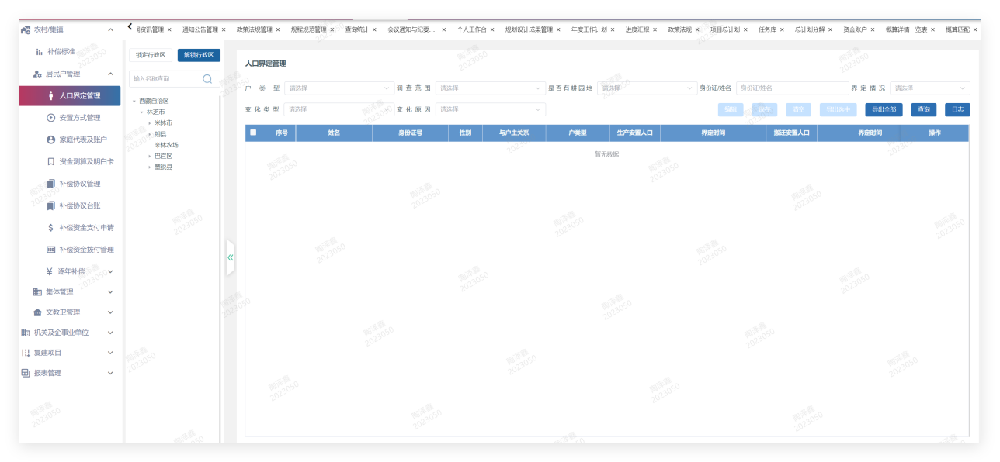 农村/集镇
补偿标准
居民户管理
人口界定管理
安置方式管理
家庭代表及账户
资金测算及明白卡
补偿协议管理
补偿协议台账
补偿资金支付申请
补偿资金拨付管理
逐年补偿
集体管理
文教卫管理
机关及企事业单位
复建项目
报表管理
资讯管理 × 通知公告管理 × 政策法规管理 × 规程规范管理 × 查询统计 × 会议通知与纪要... × 个人工作台 × 规划设计成果管理 × 年度工作计划 × 进度汇报 × 政策法规 × 项目总计划 × 任务库 × 总计划分解 × 资金账户 × 概算详情一览表 × 概算匹配 ×
锁定行政区 解锁行政区
输入名称查询
西藏自治区
林芝市
米林市
朗县
米林农场
巴宜区
墨脱县
人口界定管理
户类型 请选择 调查范围 请选择 是否有耕园地 请选择 身份证/姓名 身份证/姓名 界定情况 请选择
变化类型 请选择 变化原因 请选择 编辑 保存 清空 导出选中 导出全部 查询 日志
序号 姓名 身份证号 性别 与户主关系 户类型 生产安置人口 界定时间 搬迁安置人口 界定时间 操作
暂无数据
陶泽鑫
2023050